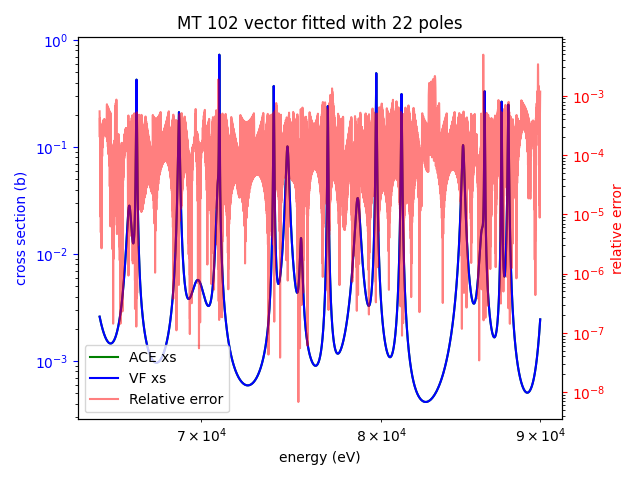 MT 102 vector fitted with 22 poles
10⁰
10⁻¹
10⁻²
10⁻³
cross section (b)
10⁻³
10⁻⁴
10⁻⁵
10⁻⁶
10⁻⁷
10⁻⁸
relative error
ACE xs
VF xs
Relative error
7 × 10⁴
8 × 10⁴
9 × 10⁴
energy (eV)